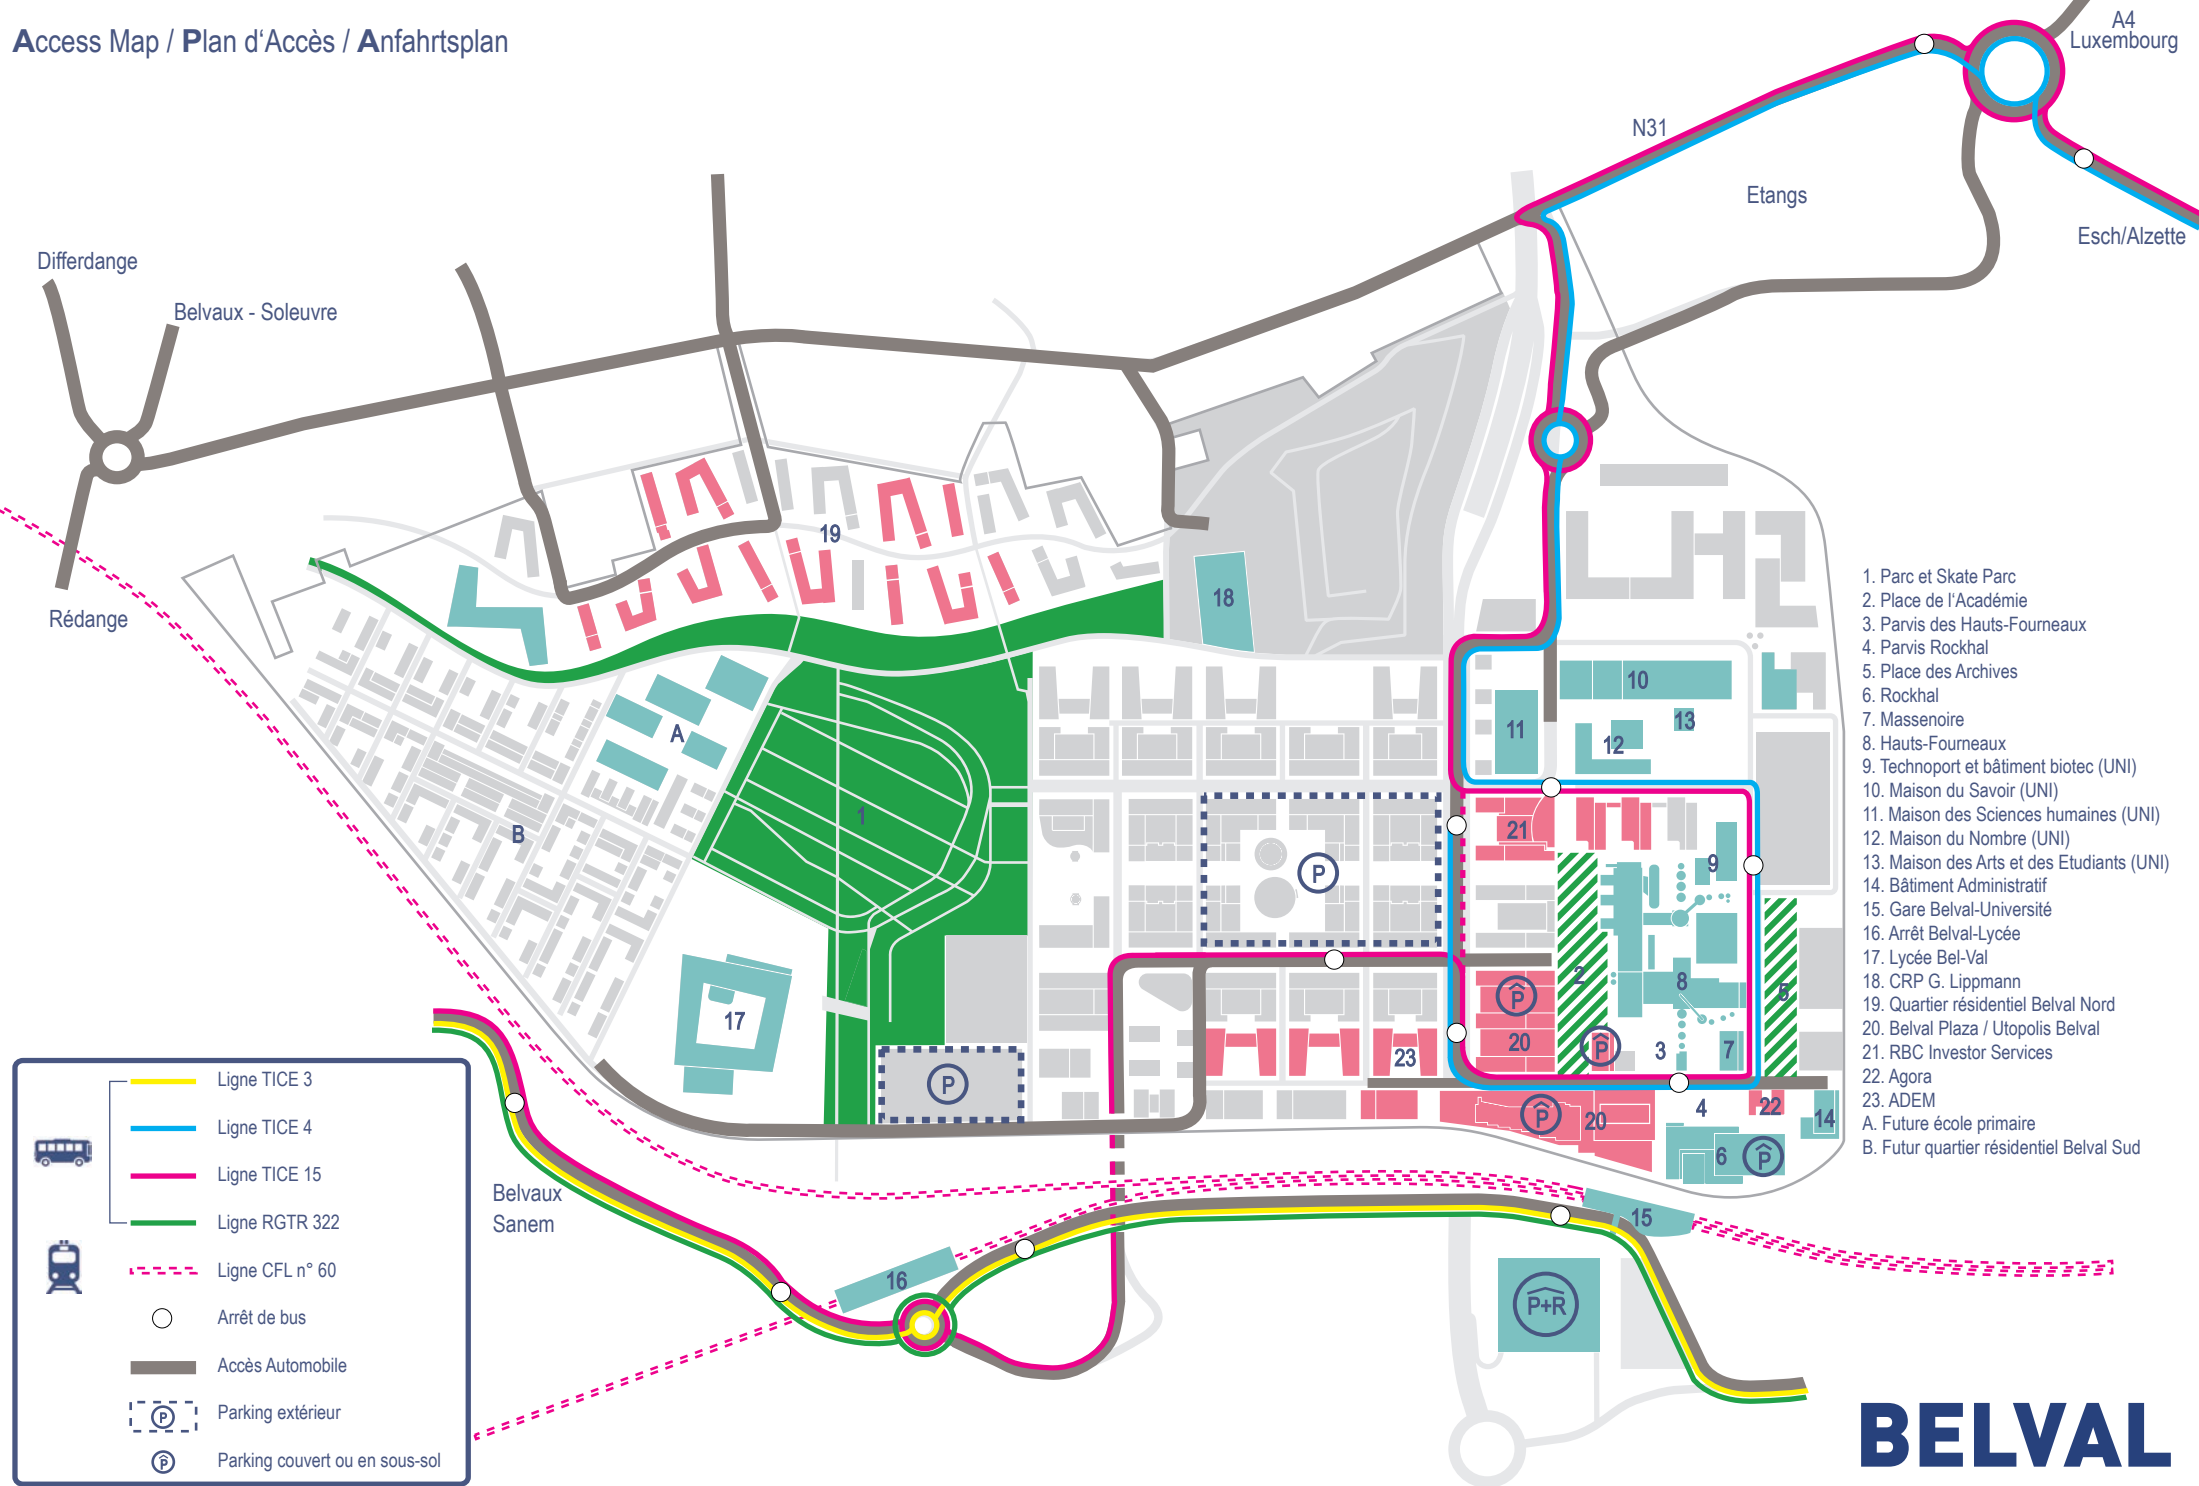 Access Map / Plan d‘Accès / Anfahrtsplan
A4
Luxembourg
N31
Etangs
Esch/Alzette
Differdange
Belvaux - Soleuvre
Rédange
19
18
10
11
13
12
A
B
1
21
9
P
2
8
5
17
P
20
23
3
7
P
P
P
20
4
22
14
6
P
15
16
P+R
Belvaux
Sanem
1. Parc et Skate Parc
2. Place de l‘Académie
3. Parvis des Hauts-Fourneaux
4. Parvis Rockhal
5. Place des Archives
6. Rockhal
7. Massenoire
8. Hauts-Fourneaux
9. Technoport et bâtiment biotec (UNI)
10. Maison du Savoir (UNI)
11. Maison des Sciences humaines (UNI)
12. Maison du Nombre (UNI)
13. Maison des Arts et des Etudiants (UNI)
14. Bâtiment Administratif
15. Gare Belval-Université
16. Arrêt Belval-Lycée
17. Lycée Bel-Val
18. CRP G. Lippmann
19. Quartier résidentiel Belval Nord
20. Belval Plaza / Utopolis Belval
21. RBC Investor Services
22. Agora
23. ADEM
A. Future école primaire
B. Futur quartier résidentiel Belval Sud
Ligne TICE 3
Ligne TICE 4
Ligne TICE 15
Ligne RGTR 322
Ligne CFL n° 60
Arrêt de bus
Accès Automobile
P Parking extérieur
P Parking couvert ou en sous-sol
BELVAL